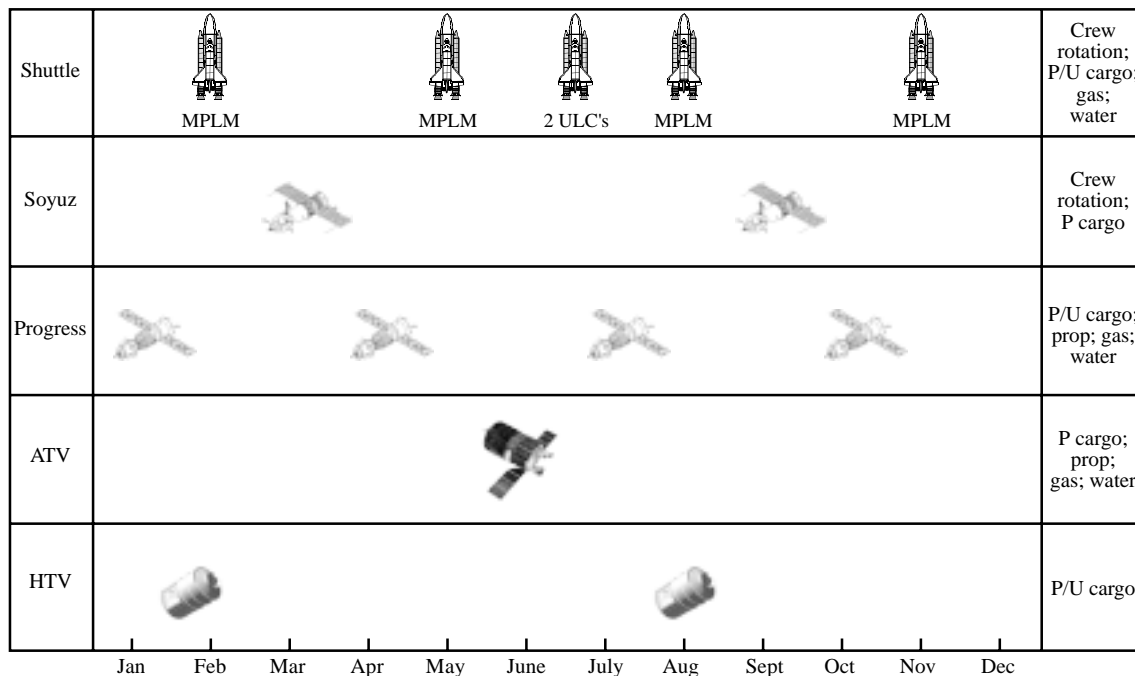 Shuttle
MPLM
MPLM
2 ULC's
MPLM
MPLM
Crew
rotation;
P/U cargo;
gas;
water
Soyuz
Crew
rotation;
P cargo
Progress
P/U cargo;
prop; gas;
water
ATV
P cargo;
prop;
gas; water
HTV
P/U cargo
Jan Feb Mar Apr May June July Aug Sept Oct Nov Dec